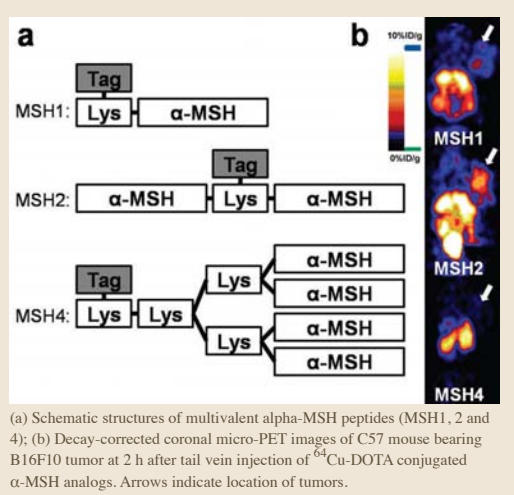 a
b
Tag
MSH1: Lys α-MSH
Tag
MSH2: α-MSH Lys α-MSH
Tag
MSH4: Lys Lys Lys α-MSH
α-MSH
Lys α-MSH
α-MSH
10%ID/g
0%ID/g
MSH1
MSH2
MSH4
(a) Schematic structures of multivalent alpha-MSH peptides (MSH1, 2 and
4); (b) Decay-corrected coronal micro-PET images of C57 mouse bearing
B16F10 tumor at 2 h after tail vein injection of ⁶⁴Cu-DOTA conjugated
α-MSH analogs. Arrows indicate location of tumors.